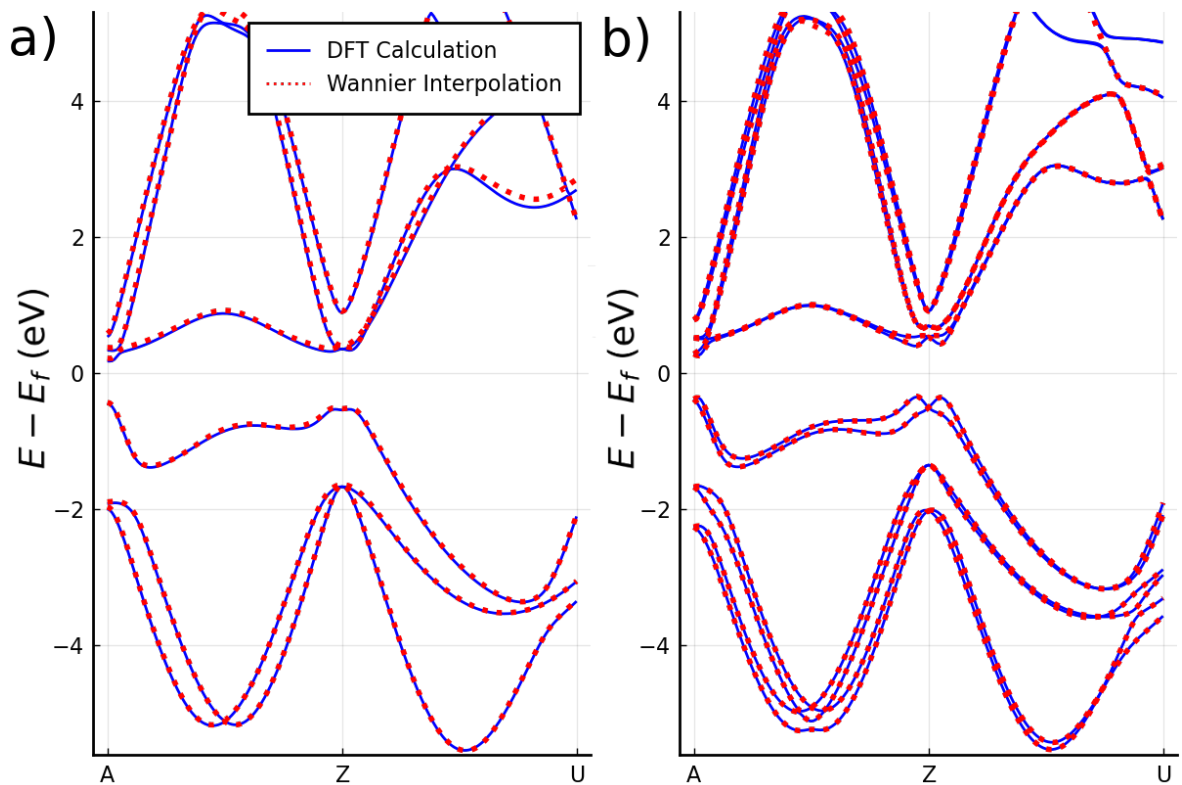 a)
DFT Calculation
Wannier Interpolation
E − E_f (eV)
4
2
0
−2
−4
A Z U
b)
E − E_f (eV)
4
2
0
−2
−4
A Z U